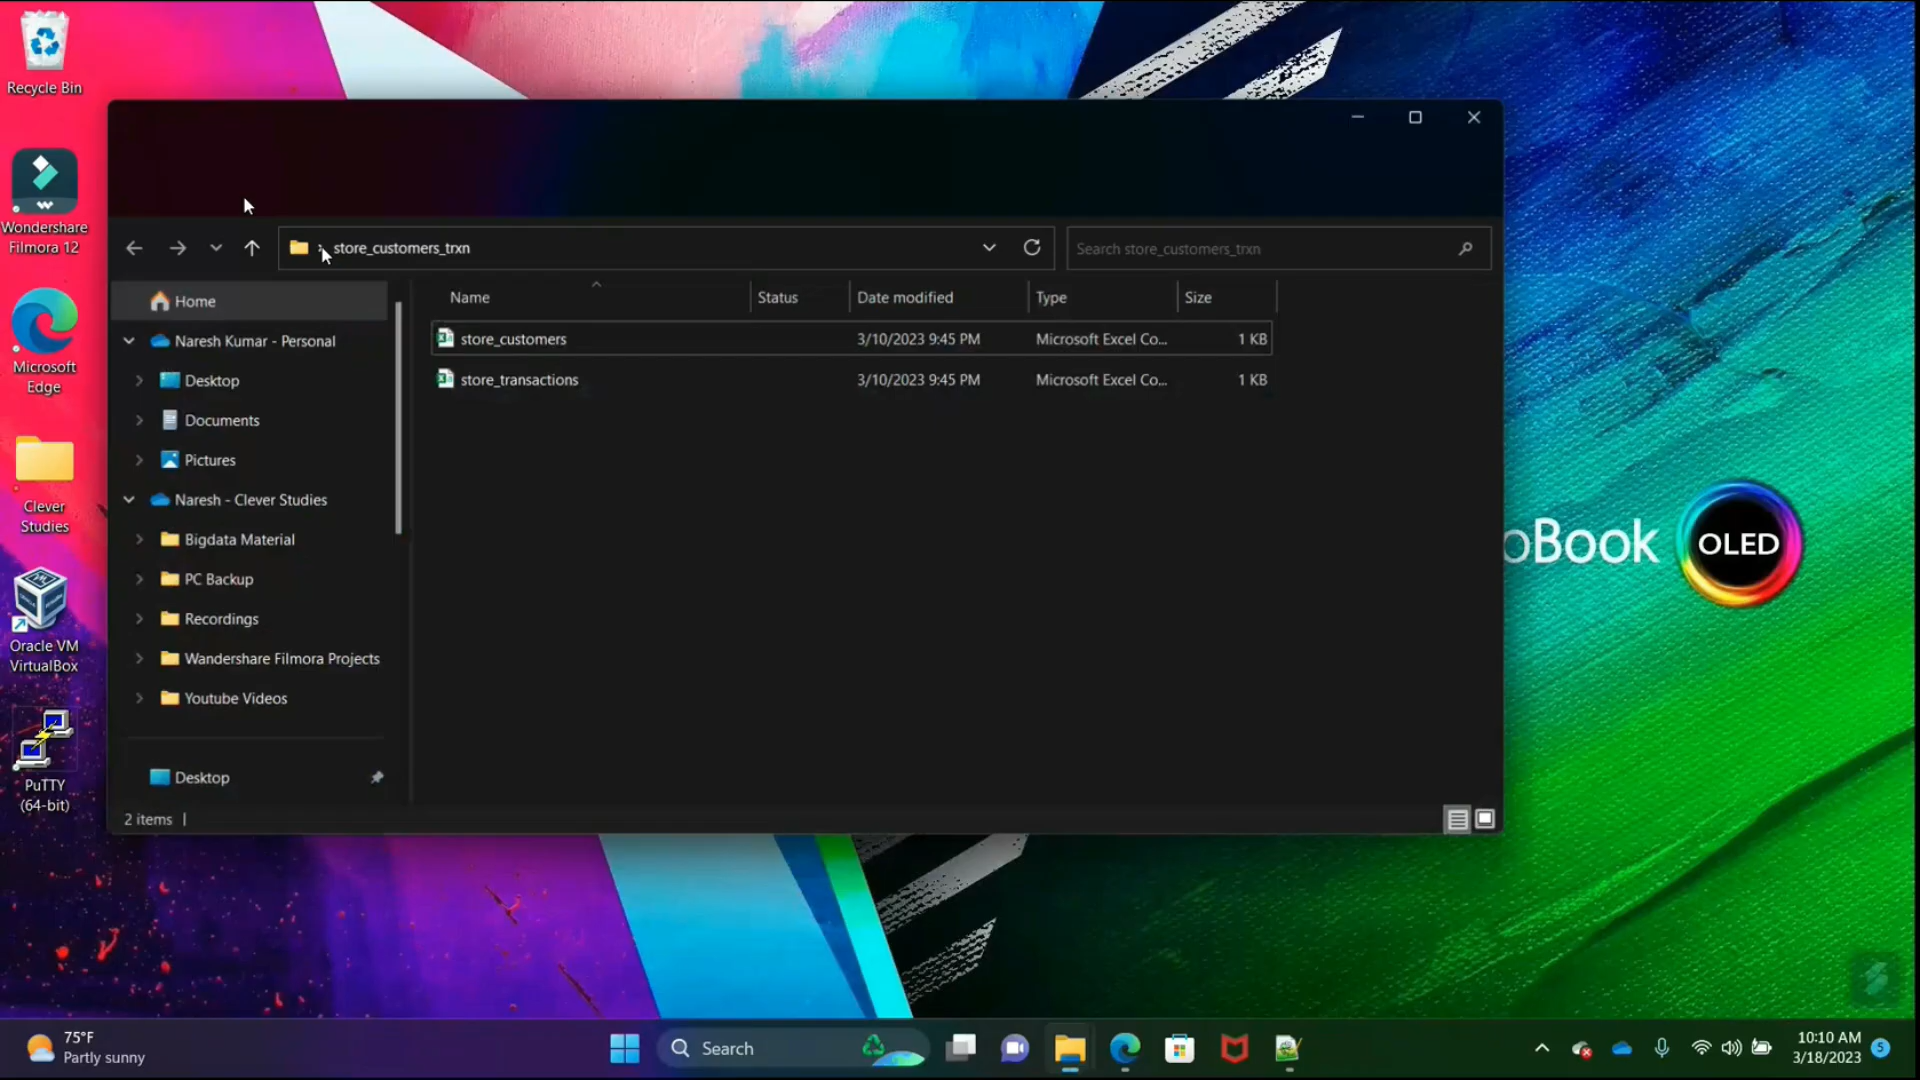 Recycle Bin
Wondershare
Filmora 12
Microsoft
Edge
Clever
Studies
Oracle VM
VirtualBox
PuTTY
(64-bit)
store_customers_trxn
Search store_customers_trxn
Home
Naresh Kumar - Personal
Desktop
Documents
Pictures
Naresh - Clever Studies
Bigdata Material
PC Backup
Recordings
Wandershare Filmora Projects
Youtube Videos
Desktop
Name Status Date modified Type Size
store_customers 3/10/2023 9:45 PM Microsoft Excel Co... 1 KB
store_transactions 3/10/2023 9:45 PM Microsoft Excel Co... 1 KB
2 items
oBook
OLED
75°F
Partly sunny
Search
10:10 AM
3/18/2023
5